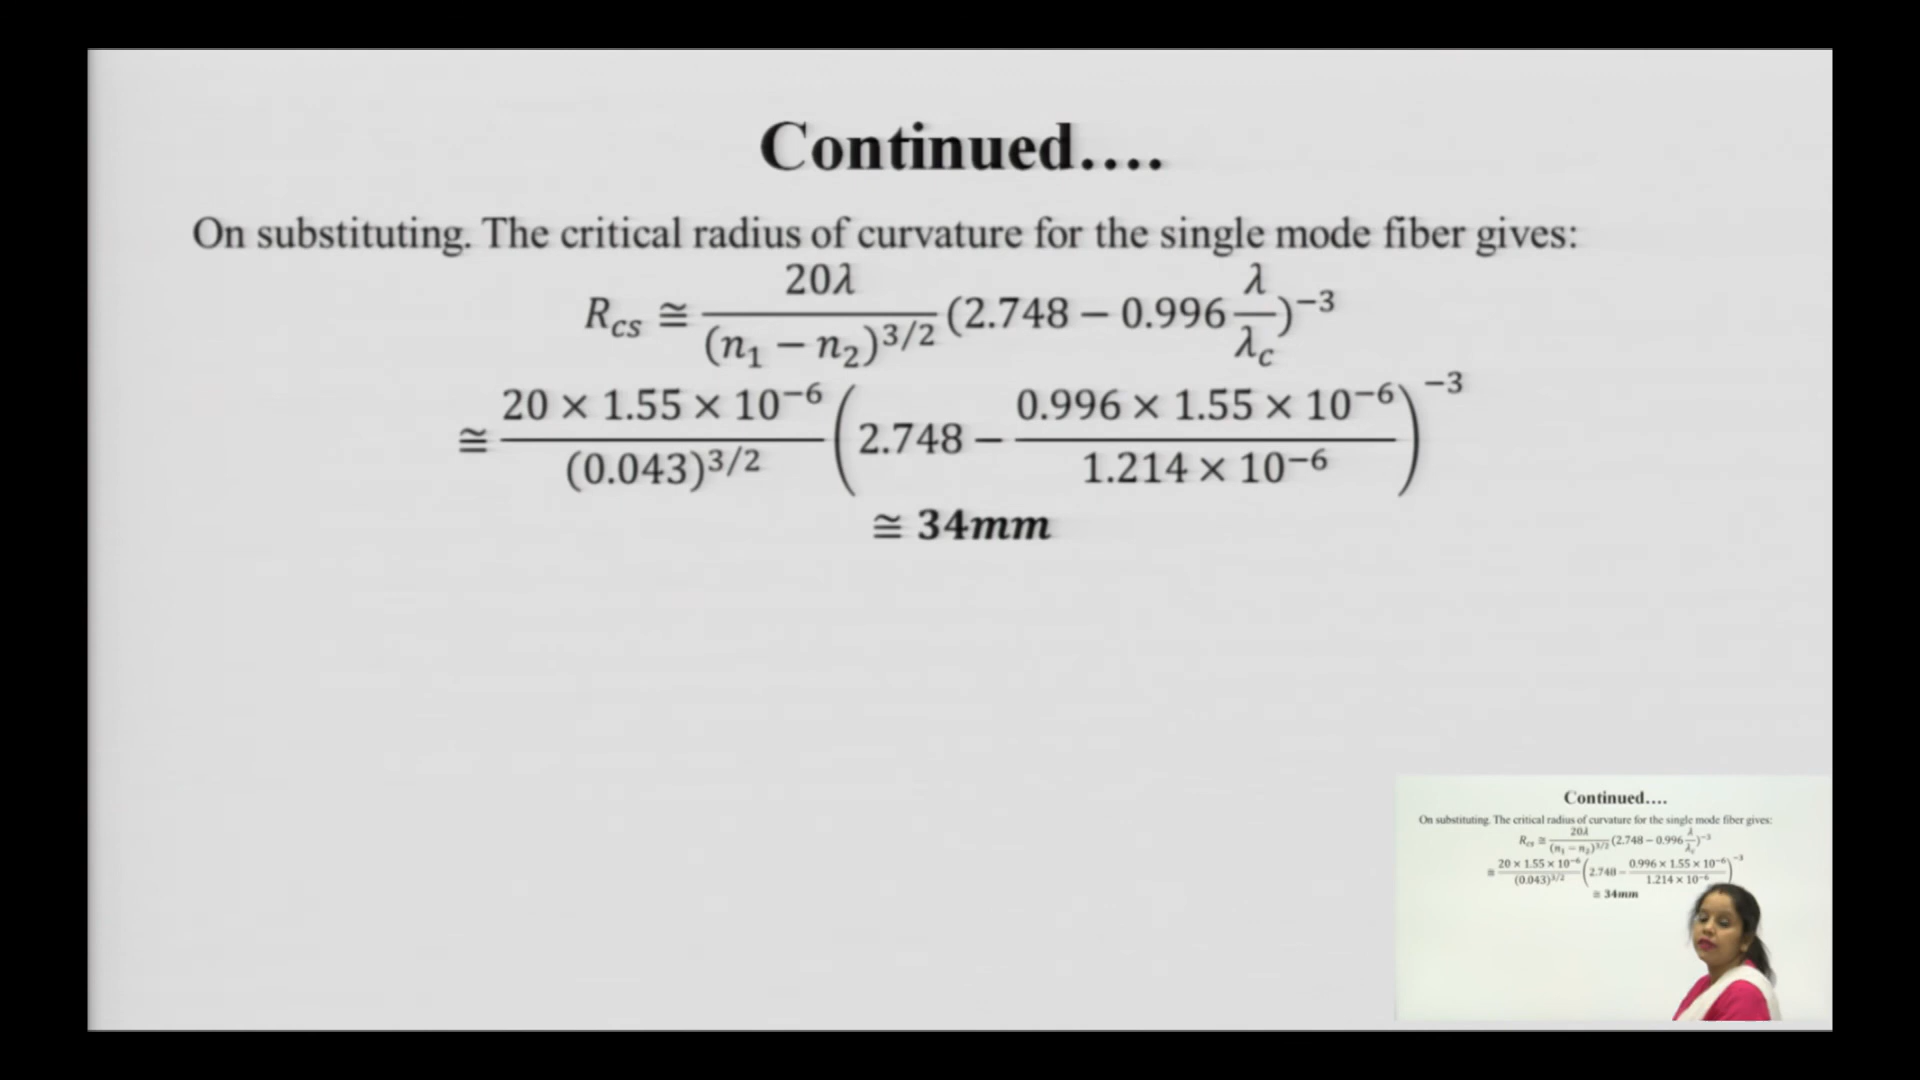 Continued....
On substituting. The critical radius of curvature for the single mode fiber gives:
R_cs ≅ 20λ / (n₁ − n₂)^3/2 (2.748 − 0.996 λ/λ_c)^−3
≅ 20 × 1.55 × 10^−6 / (0.043)^3/2 (2.748 − 0.996 × 1.55 × 10^−6 / 1.214 × 10^−6)^−3
≅ 34mm
Continued....
On substituting. The critical radius of curvature for the single mode fiber gives:
R_cs ≅ 20λ / (n₁ − n₂)^3/2 (2.748 − 0.996 λ/λ_c)^−3
≅ 20 × 1.55 × 10^−6 / (0.043)^3/2 (2.748 − 0.996 × 1.55 × 10^−6 / 1.214 × 10^−6)^−3
≅ 34mm